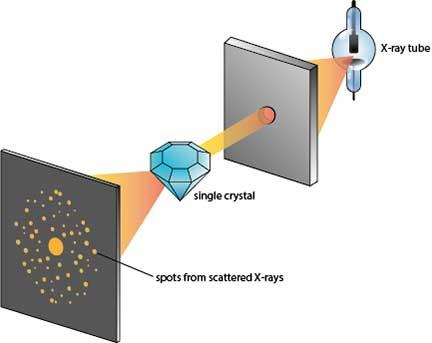 X-ray tube
single crystal
spots from scattered X-rays